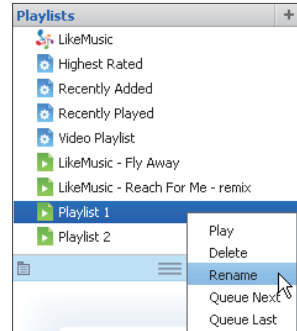 Playlists +
LikeMusic
Highest Rated
Recently Added
Recently Played
Video Playlist
LikeMusic - Fly Away
LikeMusic - Reach For Me - remix
Playlist 1
Playlist 2
Play
Delete
Rename
Queue Next
Queue Last